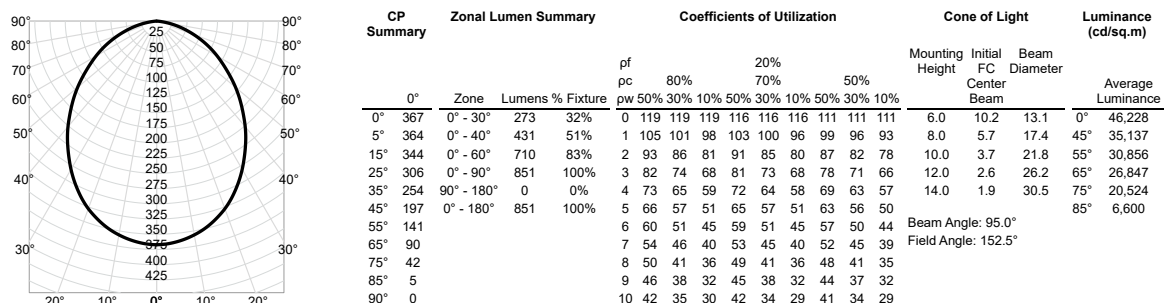 90° 90°
80° 80°
70° 70°
60° 60°
50° 50°
40° 40°
30° 30°
20° 10° 0° 10° 20°
25
50
75
100
125
150
175
200
225
250
275
300
325
350
375
400
425
CP Summary
0°
0° 367
5° 364
15° 344
25° 306
35° 254
45° 197
55° 141
65° 90
75° 42
85° 5
90° 0
Zonal Lumen Summary
Zone Lumens % Fixture
0° - 30° 273 32%
0° - 40° 431 51%
0° - 60° 710 83%
0° - 90° 851 100%
90° - 180° 0 0%
0° - 180° 851 100%
Coefficients of Utilization
ρf 20%
ρc 80% 70% 50%
ρw 50% 30% 10% 50% 30% 10% 50% 30% 10%
0 119 119 119 116 116 116 111 111 111
1 105 101 98 103 100 96 99 96 93
2 93 86 81 91 85 80 87 82 78
3 82 74 68 81 73 68 78 71 66
4 73 65 59 72 64 58 69 63 57
5 66 57 51 65 57 51 63 56 50
6 60 51 45 59 51 45 57 50 44
7 54 46 40 53 45 40 52 45 39
8 50 41 36 49 41 36 48 41 35
9 46 38 32 45 38 32 44 37 32
10 42 35 30 42 34 29 41 34 29
Cone of Light
Mounting Height Initial FC Center Beam Beam Diameter
6.0 10.2 13.1
8.0 5.7 17.4
10.0 3.7 21.8
12.0 2.6 26.2
14.0 1.9 30.5
Beam Angle: 95.0°
Field Angle: 152.5°
Luminance (cd/sq.m)
Average Luminance
0° 46,228
45° 35,137
55° 30,856
65° 26,847
75° 20,524
85° 6,600